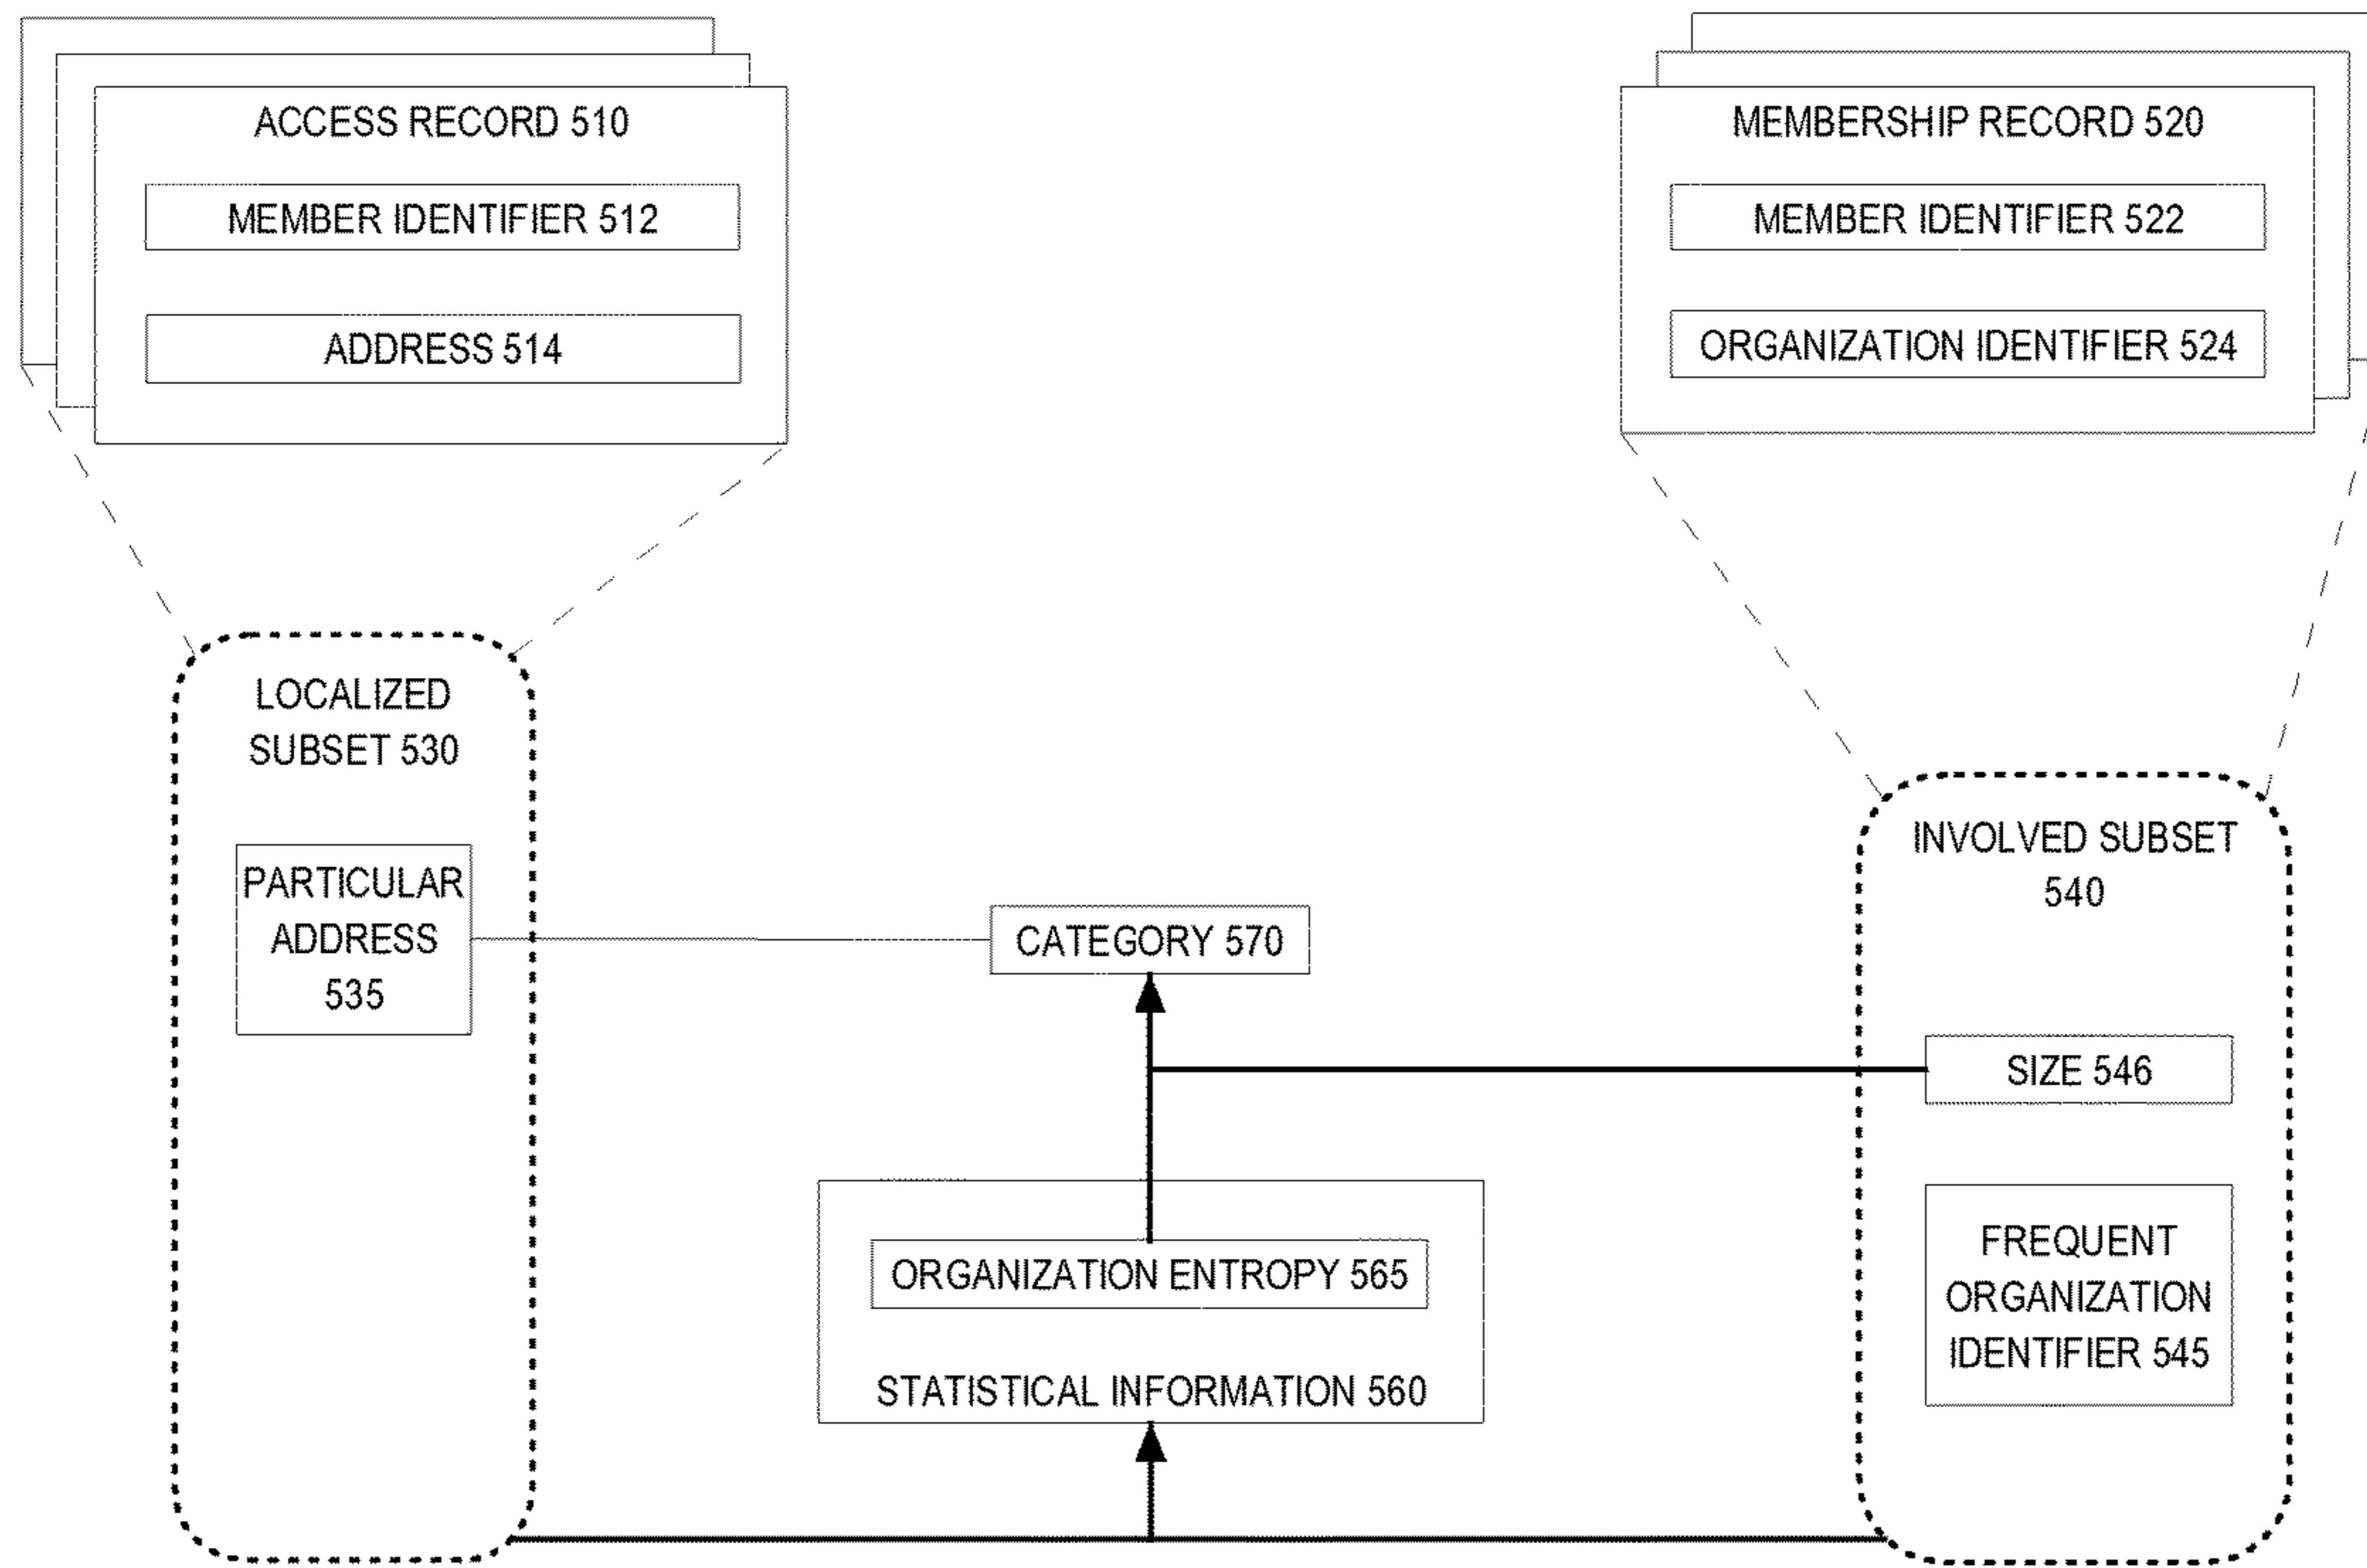 ACCESS RECORD 510
MEMBER IDENTIFIER 512
ADDRESS 514
MEMBERSHIP RECORD 520
MEMBER IDENTIFIER 522
ORGANIZATION IDENTIFIER 524
LOCALIZED
SUBSET 530
PARTICULAR
ADDRESS
535
CATEGORY 570
INVOLVED SUBSET
540
SIZE 546
FREQUENT
ORGANIZATION
IDENTIFIER 545
ORGANIZATION ENTROPY 565
STATISTICAL INFORMATION 560